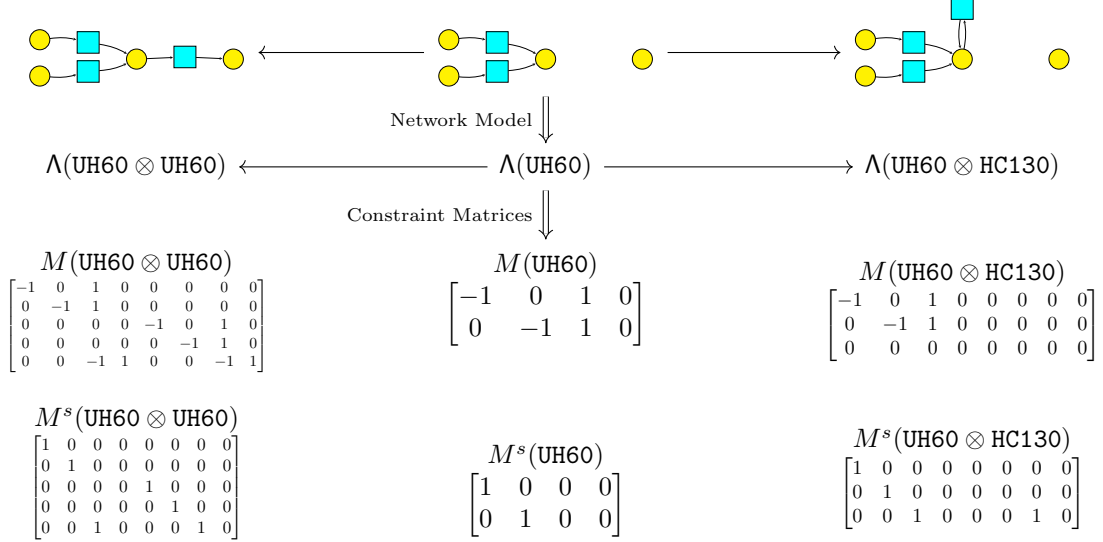 Network Model
Λ(UH60 ⊗ UH60) Λ(UH60) Λ(UH60 ⊗ HC130)
Constraint Matrices
M(UH60 ⊗ UH60)
−1 0 1 0 0 0 0 0
0 −1 1 0 0 0 0 0
0 0 0 0 −1 0 1 0
0 0 0 0 0 −1 1 0
0 0 −1 1 0 0 −1 1
M(UH60)
−1 0 1 0
0 −1 1 0
M(UH60 ⊗ HC130)
−1 0 1 0 0 0 0 0
0 −1 1 0 0 0 0 0
0 0 0 0 0 0 0 0
Mˢ(UH60 ⊗ UH60)
1 0 0 0 0 0 0 0
0 1 0 0 0 0 0 0
0 0 0 0 1 0 0 0
0 0 0 0 0 1 0 0
0 0 1 0 0 0 1 0
Mˢ(UH60)
1 0 0 0
0 1 0 0
Mˢ(UH60 ⊗ HC130)
1 0 0 0 0 0 0 0
0 1 0 0 0 0 0 0
0 0 1 0 0 0 1 0